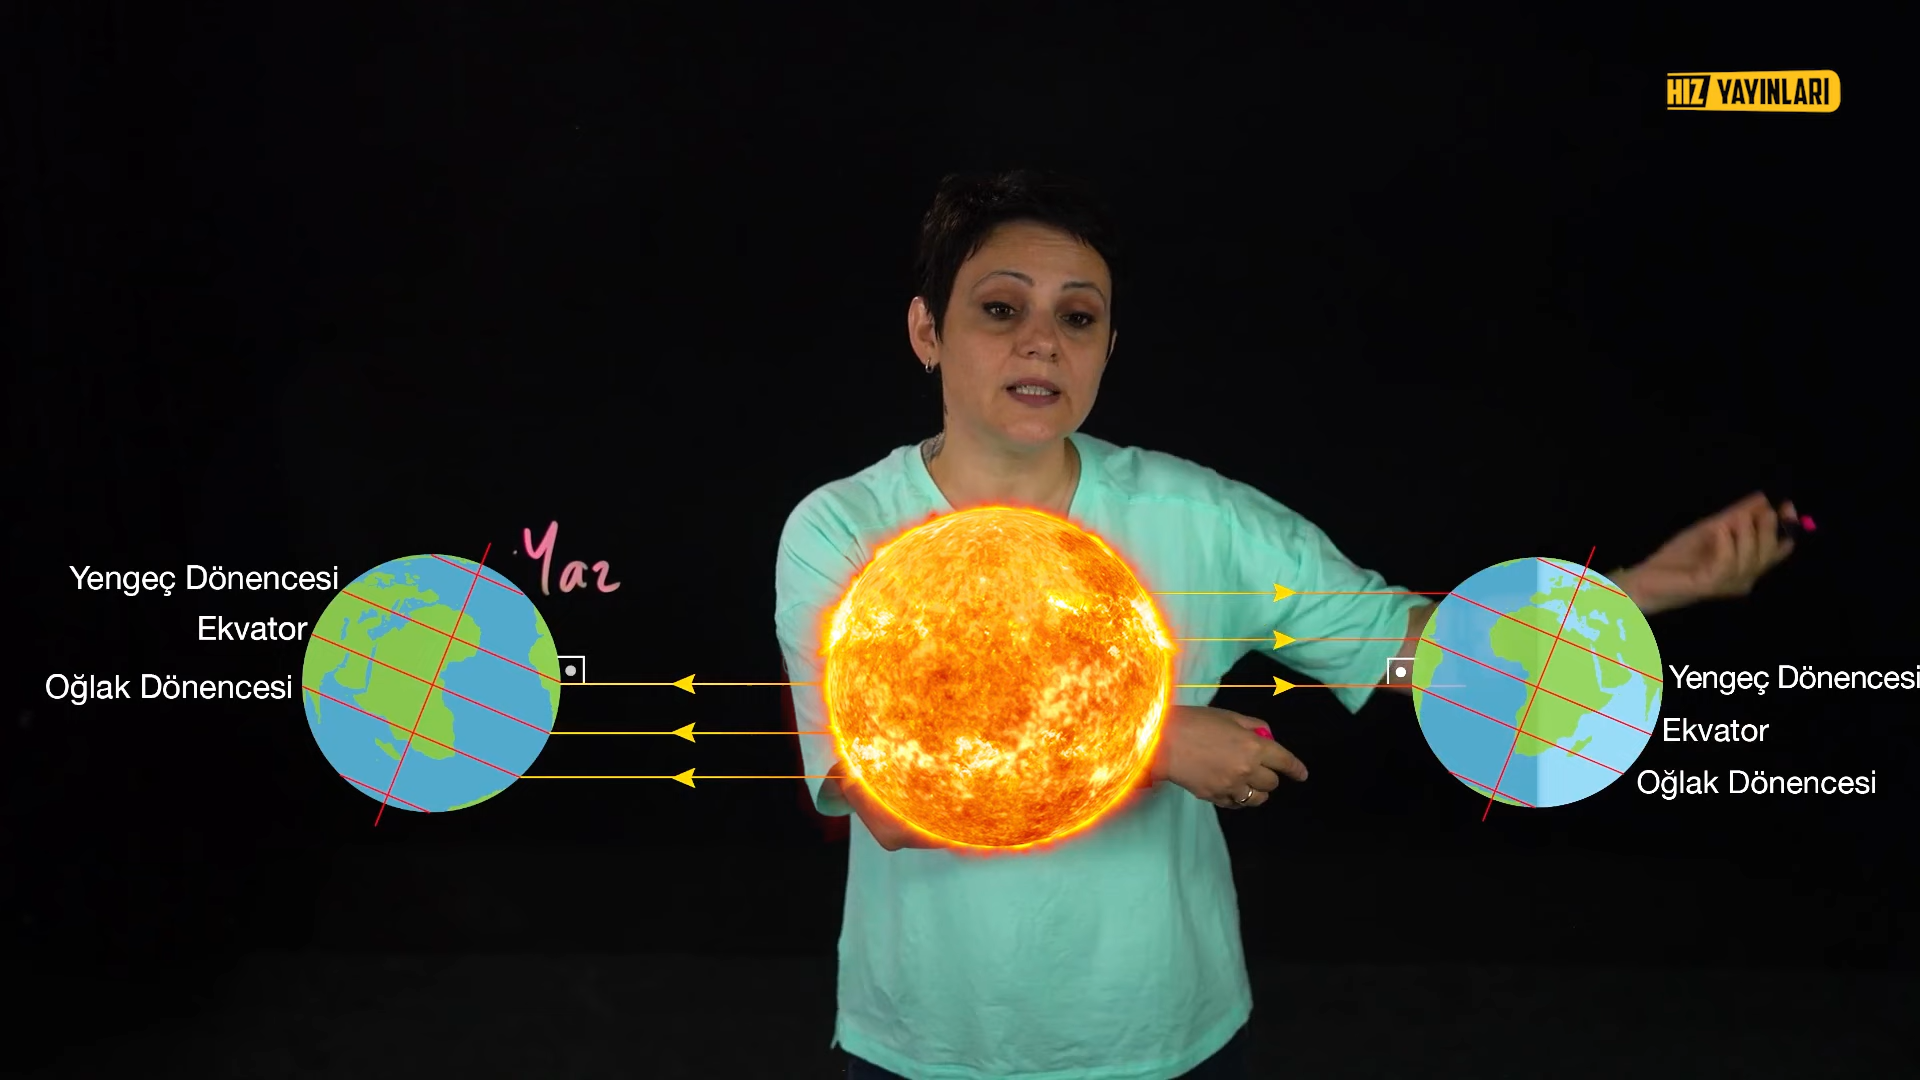 HIZ YAYINLARI
Yaz
Yengeç Dönencesi
Ekvator
Oğlak Dönencesi
Yengeç Dönencesi
Ekvator
Oğlak Dönencesi